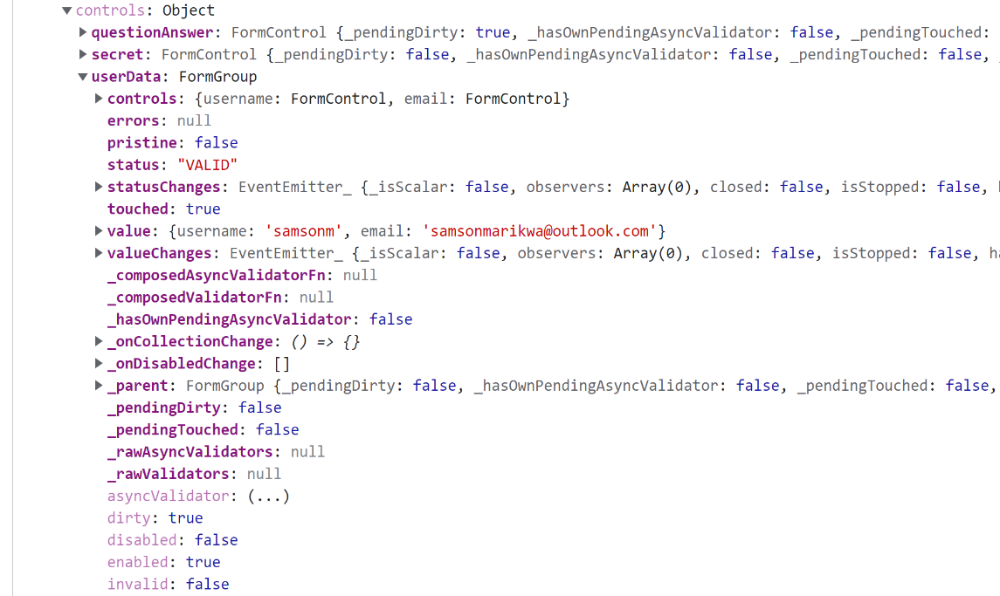 controls: Object
questionAnswer: FormControl {_pendingDirty: true, _hasOwnPendingAsyncValidator: false, _pendingTouched:
secret: FormControl {_pendingDirty: false, _hasOwnPendingAsyncValidator: false, _pendingTouched: false,
userData: FormGroup
controls: {username: FormControl, email: FormControl}
errors: null
pristine: false
status: "VALID"
statusChanges: EventEmitter_ {_isScalar: false, observers: Array(0), closed: false, isStopped: false,
touched: true
value: {username: 'samsonm', email: 'samsonmarikwa@outlook.com'}
valueChanges: EventEmitter_ {_isScalar: false, observers: Array(0), closed: false, isStopped: false,
_composedAsyncValidatorFn: null
_composedValidatorFn: null
_hasOwnPendingAsyncValidator: false
_onCollectionChange: () => {}
_onDisabledChange: []
_parent: FormGroup {_pendingDirty: false, _hasOwnPendingAsyncValidator: false, _pendingTouched: false,
_pendingDirty: false
_pendingTouched: false
_rawAsyncValidators: null
_rawValidators: null
asyncValidator: (...)
dirty: true
disabled: false
enabled: true
invalid: false